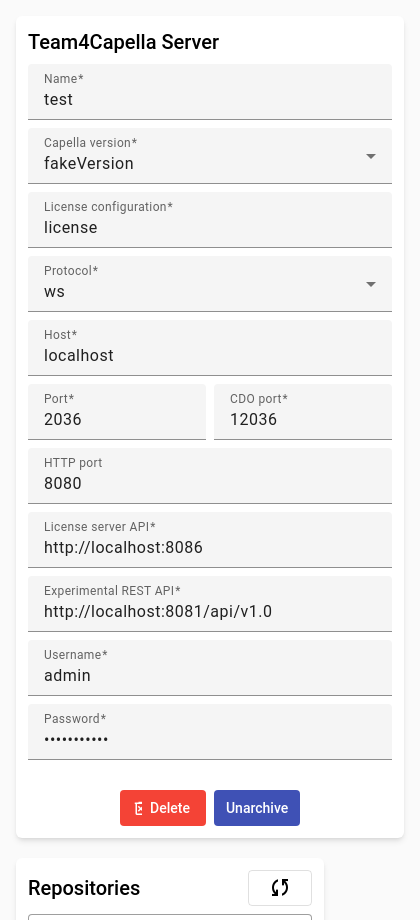 Team4Capella Server
Name*
test
Capella version*
fakeVersion
License configuration*
license
Protocol*
ws
Host*
localhost
Port*
2036
CDO port*
12036
HTTP port
8080
License server API*
http://localhost:8086
Experimental REST API*
http://localhost:8081/api/v1.0
Username*
admin
Password*
•••••••••••
Delete
Unarchive
Repositories